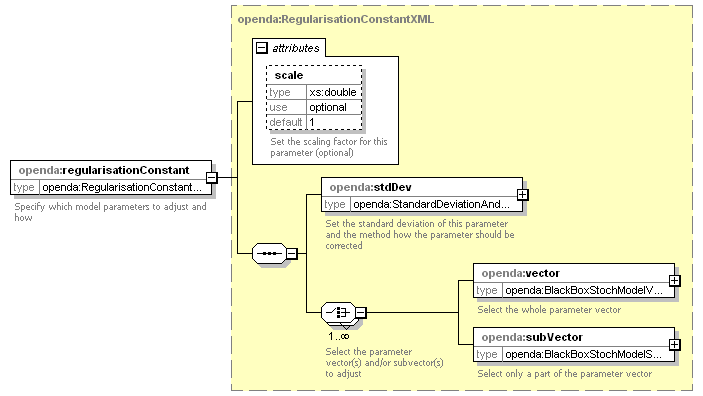 openda:RegularisationConstantXML
attributes
scale
type xs:double
use optional
default 1
Set the scaling factor for this
parameter (optional)
openda:regularisationConstant
type openda:RegularisationConstant...
Specify which model parameters to adjust and
how
openda:stdDev
type openda:StandardDeviationAnd...
Set the standard deviation of this parameter
and the method how the parameter should be
corrected
1..∞
Select the parameter
vector(s) and/or subvector(s)
to adjust
openda:vector
type openda:BlackBoxStochModelV...
Select the whole parameter vector
openda:subVector
type openda:BlackBoxStochModelS...
Select only a part of the parameter vector